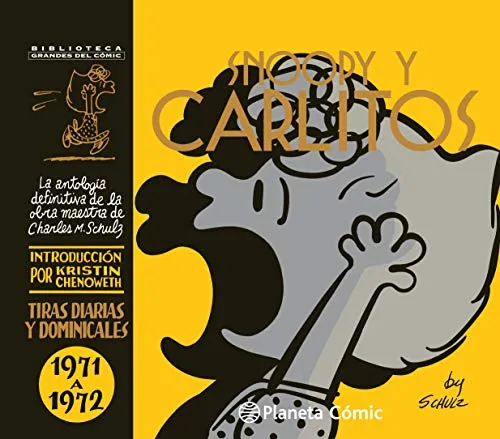 BIBLIOTECA
GRANDES DEL CÓMIC
La antología
definitiva de la
obra maestra de
Charles M. Schulz
INTRODUCCIÓN
POR KRISTIN
CHENOWETH
TIRAS DIARIAS
Y DOMINICALES
1971
A
1972
SNOOPY Y
CARLITOS
by
SCHULZ
Planeta Cómic